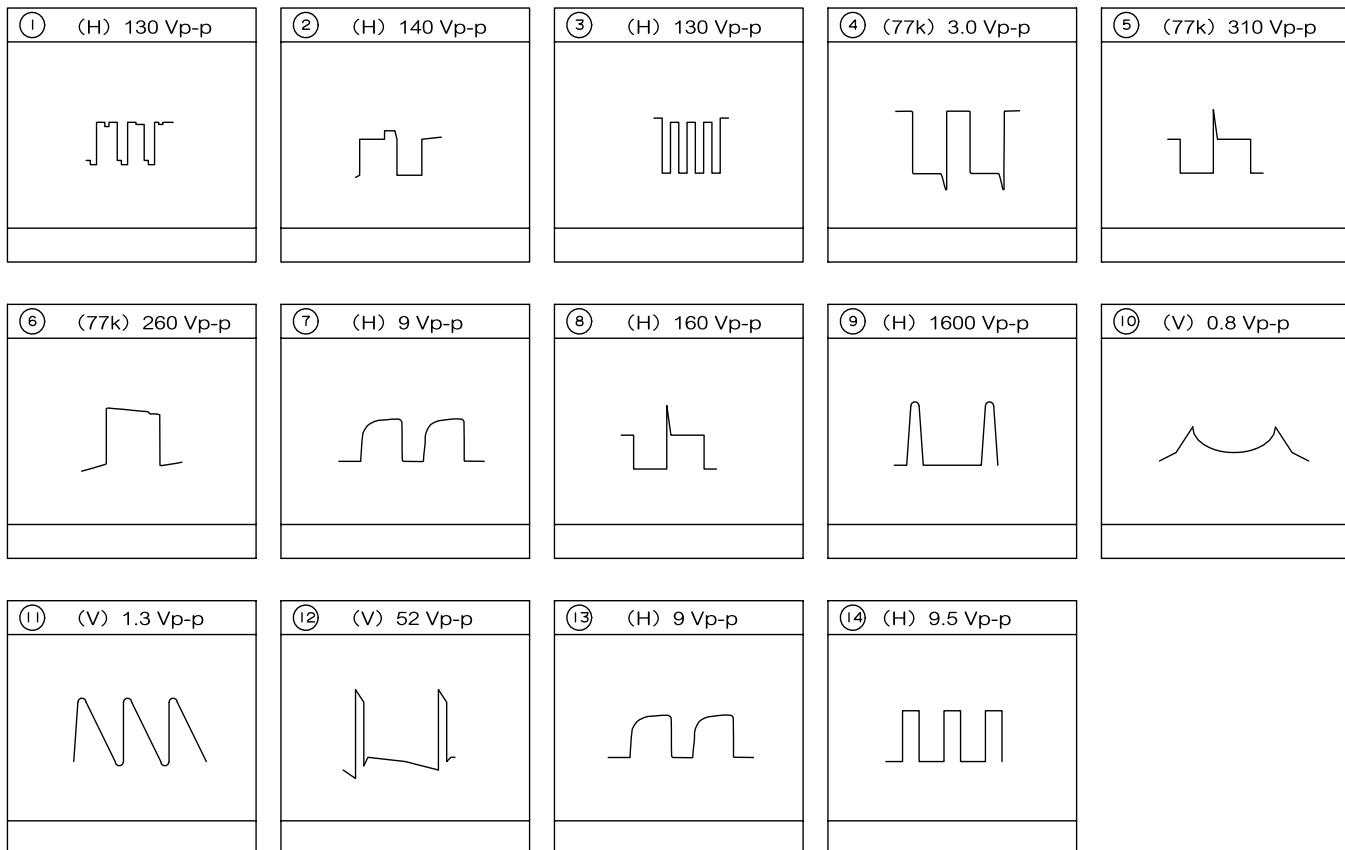 ① (H) 130 Vp-p
② (H) 140 Vp-p
③ (H) 130 Vp-p
④ (77k) 3.0 Vp-p
⑤ (77k) 310 Vp-p
⑥ (77k) 260 Vp-p
⑦ (H) 9 Vp-p
⑧ (H) 160 Vp-p
⑨ (H) 1600 Vp-p
⑩ (V) 0.8 Vp-p
⑪ (V) 1.3 Vp-p
⑫ (V) 52 Vp-p
⑬ (H) 9 Vp-p
⑭ (H) 9.5 Vp-p